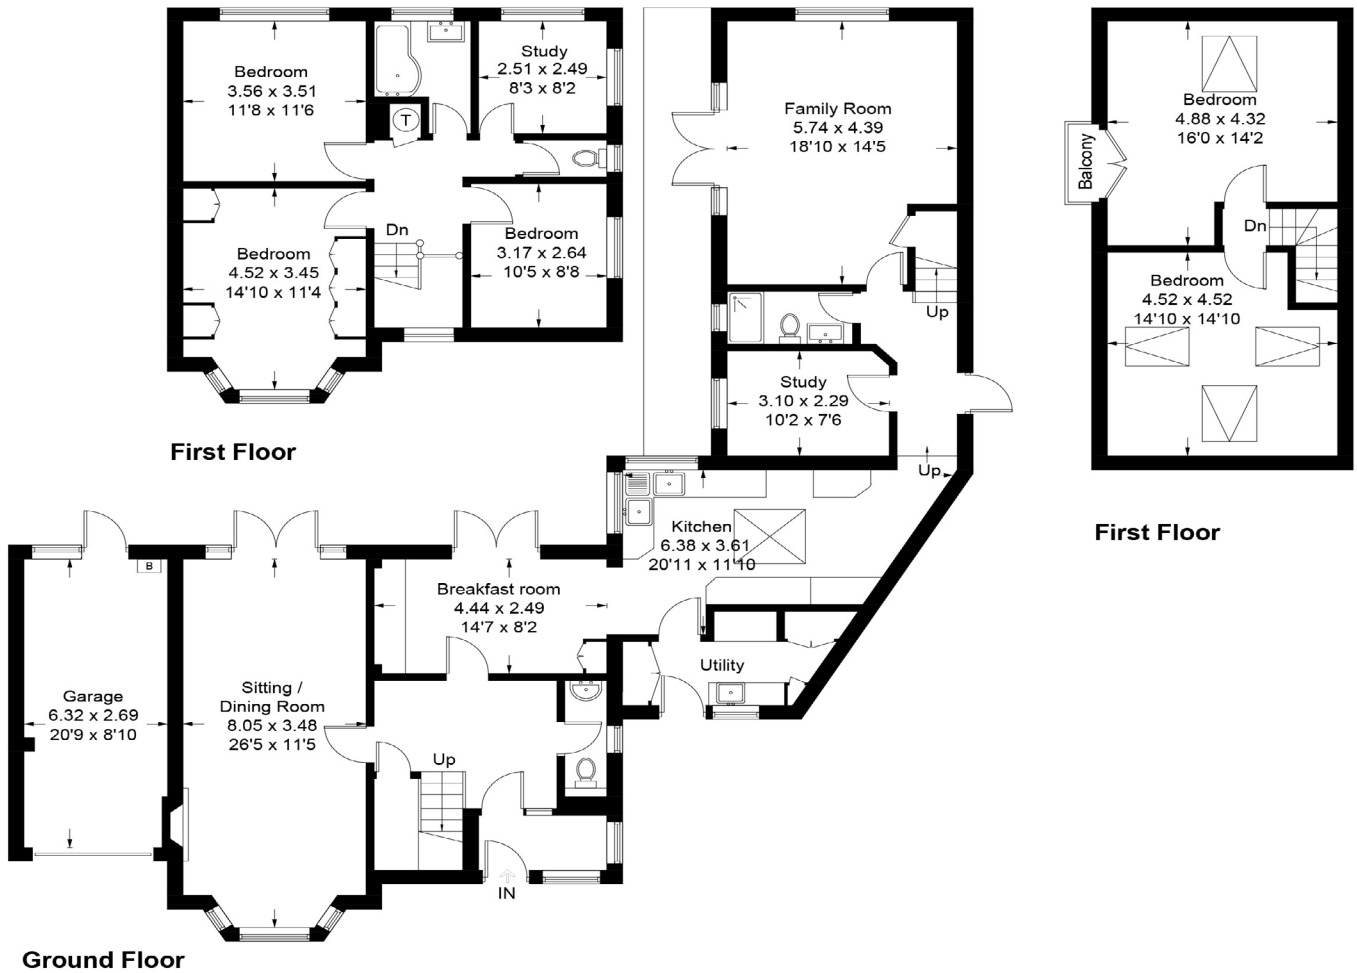 Bedroom
3.56 x 3.51
11'8 x 11'6
T
Study
2.51 x 2.49
8'3 x 8'2
Bedroom
4.52 x 3.45
14'10 x 11'4
Dn
Bedroom
3.17 x 2.64
10'5 x 8'8
First Floor
Family Room
5.74 x 4.39
18'10 x 14'5
Up
Study
3.10 x 2.29
10'2 x 7'6
Up
Kitchen
6.38 x 3.61
20'11 x 11'10
Breakfast room
4.44 x 2.49
14'7 x 8'2
Utility
B
Garage
6.32 x 2.69
20'9 x 8'10
Sitting /
Dining Room
8.05 x 3.48
26'5 x 11'5
Up
IN
Ground Floor
Bedroom
4.88 x 4.32
16'0 x 14'2
Balcony
Dn
Bedroom
4.52 x 4.52
14'10 x 14'10
First Floor